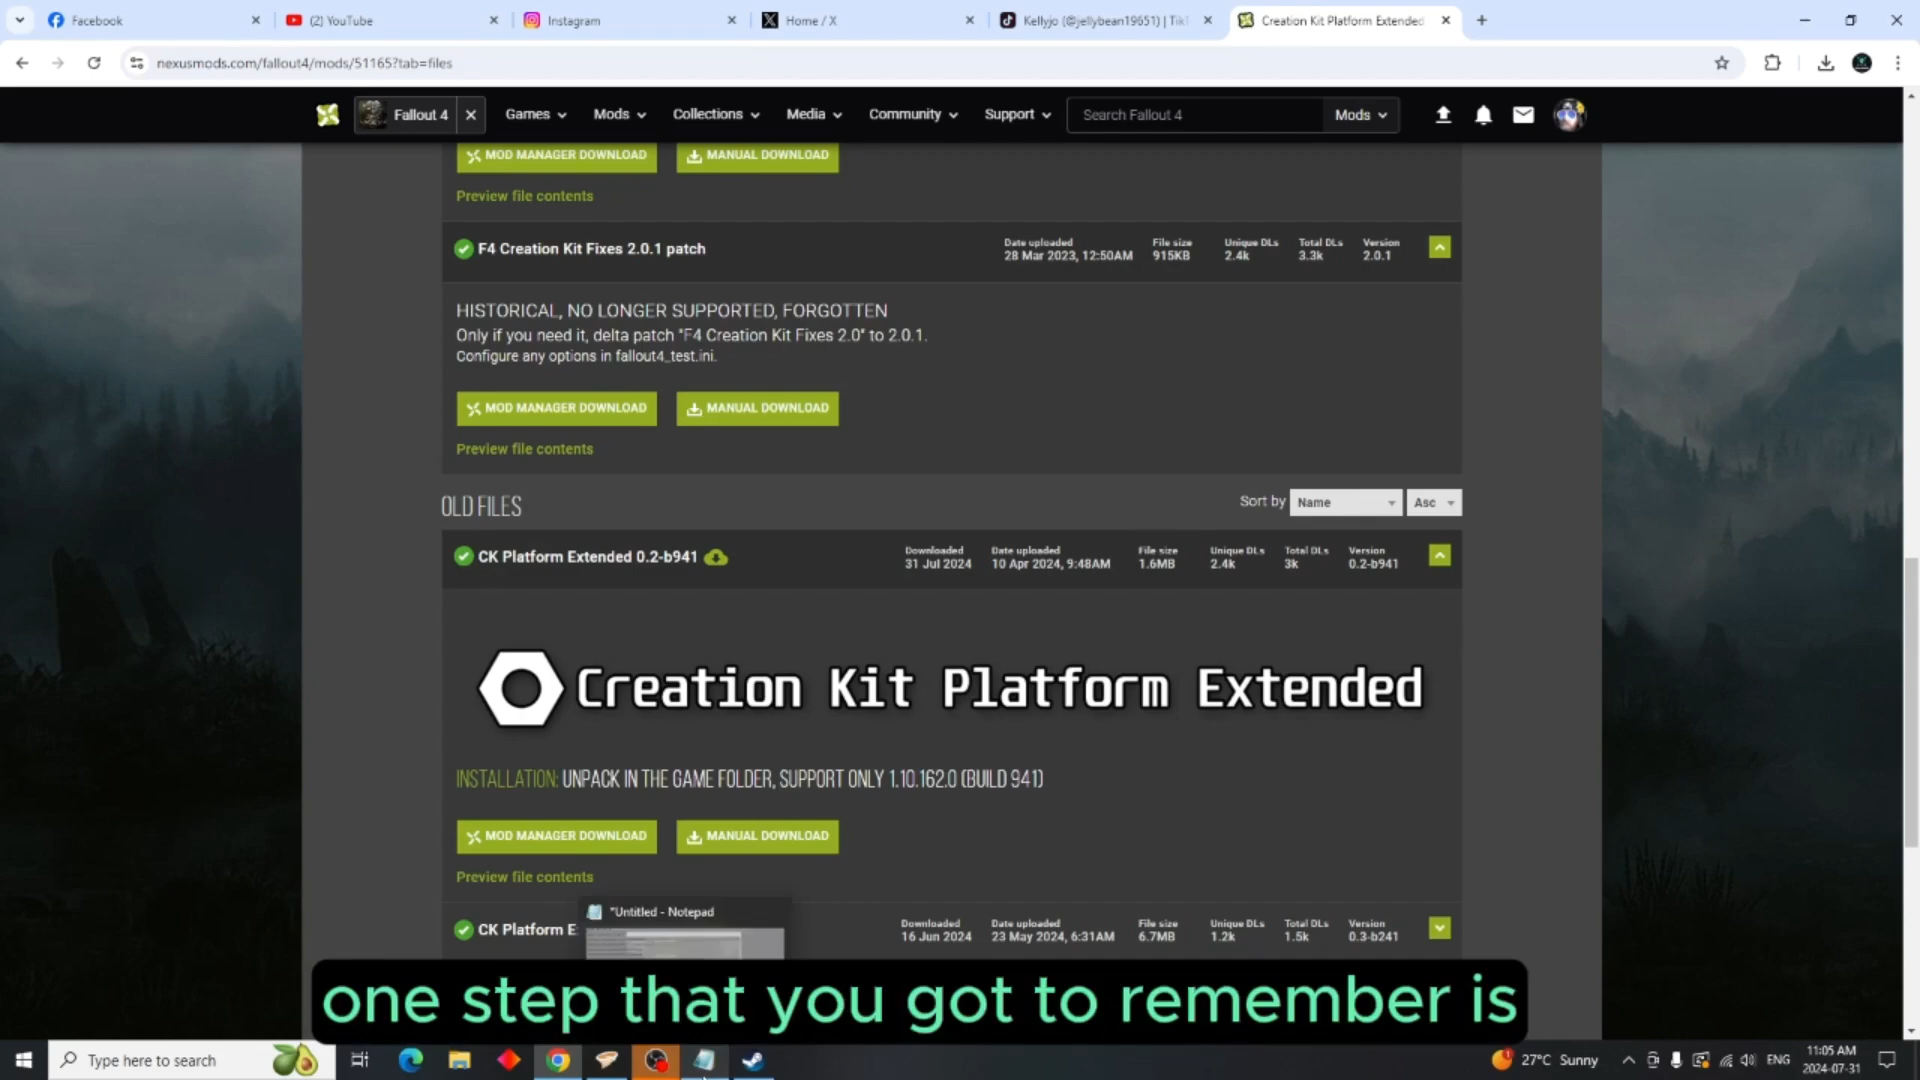 Facebook
(2) YouTube
Instagram
Home / X
Kellyjo (@jellybean19651) | Tik
Creation Kit Platform Extended
nexusmods.com/fallout4/mods/51165?tab=files
Fallout 4
Games
Mods
Collections
Media
Community
Support
Search Fallout 4
Mods
MOD MANAGER DOWNLOAD
MANUAL DOWNLOAD
Preview file contents
F4 Creation Kit Fixes 2.0.1 patch
Date uploaded
28 Mar 2023, 12:50AM
File size
915KB
Unique DLs
2.4k
Total DLs
3.3k
Version
2.0.1
HISTORICAL, NO LONGER SUPPORTED, FORGOTTEN
Only if you need it, delta patch "F4 Creation Kit Fixes 2.0" to 2.0.1.
Configure any options in fallout4_test.ini.
MOD MANAGER DOWNLOAD
MANUAL DOWNLOAD
Preview file contents
OLD FILES
Sort by
Name
Asc
CK Platform Extended 0.2-b941
Downloaded
31 Jul 2024
Date uploaded
10 Apr 2024, 9:48AM
File size
1.6MB
Unique DLs
2.4k
Total DLs
3k
Version
0.2-b941
Creation Kit Platform Extended
INSTALLATION: UNPACK IN THE GAME FOLDER, SUPPORT ONLY 1.10.162.0 (BUILD 941)
MOD MANAGER DOWNLOAD
MANUAL DOWNLOAD
Preview file contents
*Untitled - Notepad
CK Platform E
Downloaded
16 Jun 2024
Date uploaded
23 May 2024, 6:31AM
File size
6.7MB
Unique DLs
1.2k
Total DLs
1.5k
Version
0.3-b241
one step that you got to remember is
Type here to search
27°C Sunny
ENG
11:05 AM
2024-07-31